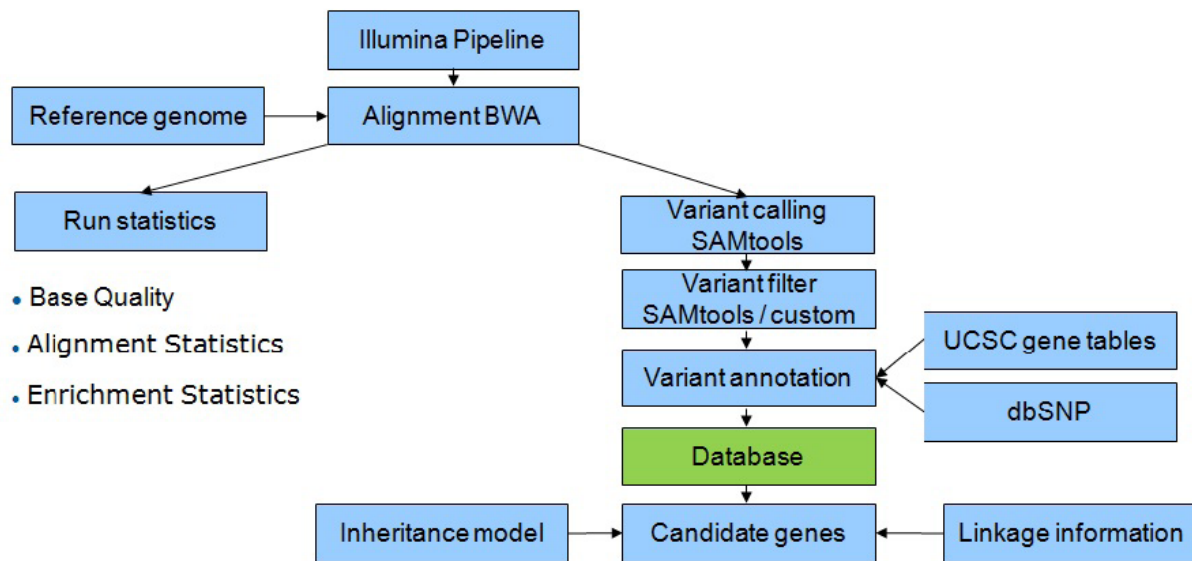 Illumina Pipeline
Reference genome
Alignment BWA
Run statistics
Variant calling
SAMtools
• Base Quality
• Alignment Statistics
• Enrichment Statistics
Variant filter
SAMtools / custom
UCSC gene tables
Variant annotation
dbSNP
Database
Inheritance model
Candidate genes
Linkage information